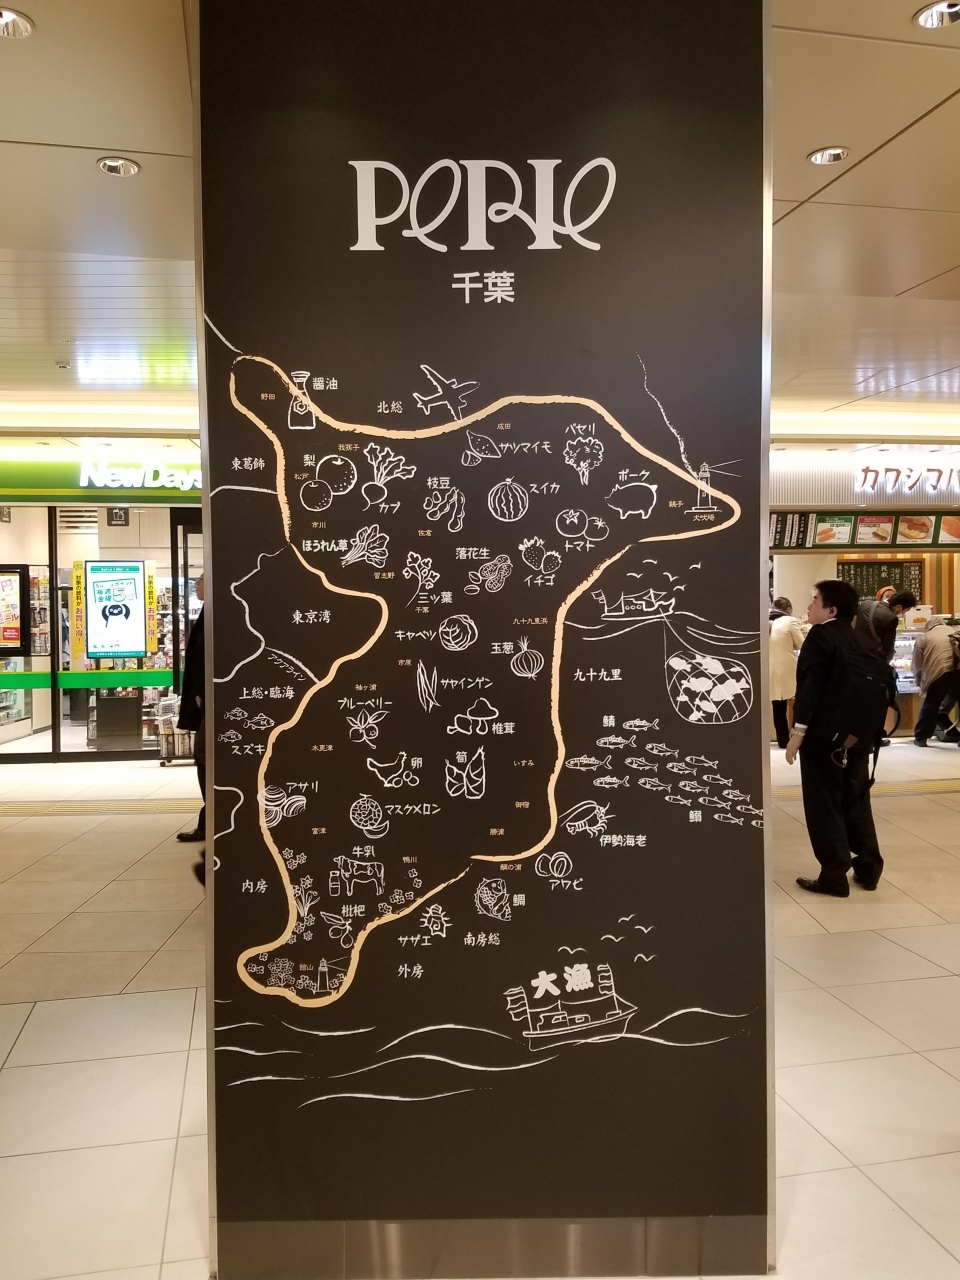 PERIE
千葉
醤油
野田
北総
成田
サツマイモ
パセリ
我孫子
東葛飾
梨
松戸
カブ
枝豆
スイカ
ポーク
銚子
犬吠埼
市川
佐倉
トマト
ほうれん草
落花生
イチゴ
習志野
三ツ葉
千葉
東京湾
キャベツ
九十九里浜
玉葱
アクアライン
市原
サヤインゲン
九十九里
上総・臨海
袖ヶ浦
ブルーベリー
椎茸
鯖
スズキ
木更津
卵
筍
いすみ
アサリ
マスクメロン
御宿
鰯
富津
勝浦
伊勢海老
牛乳
鴨川
鯛の浦
アワビ
内房
枇杷
鯛
サザエ
南房総
館山
外房
大漁
NewDays
カワシマパ